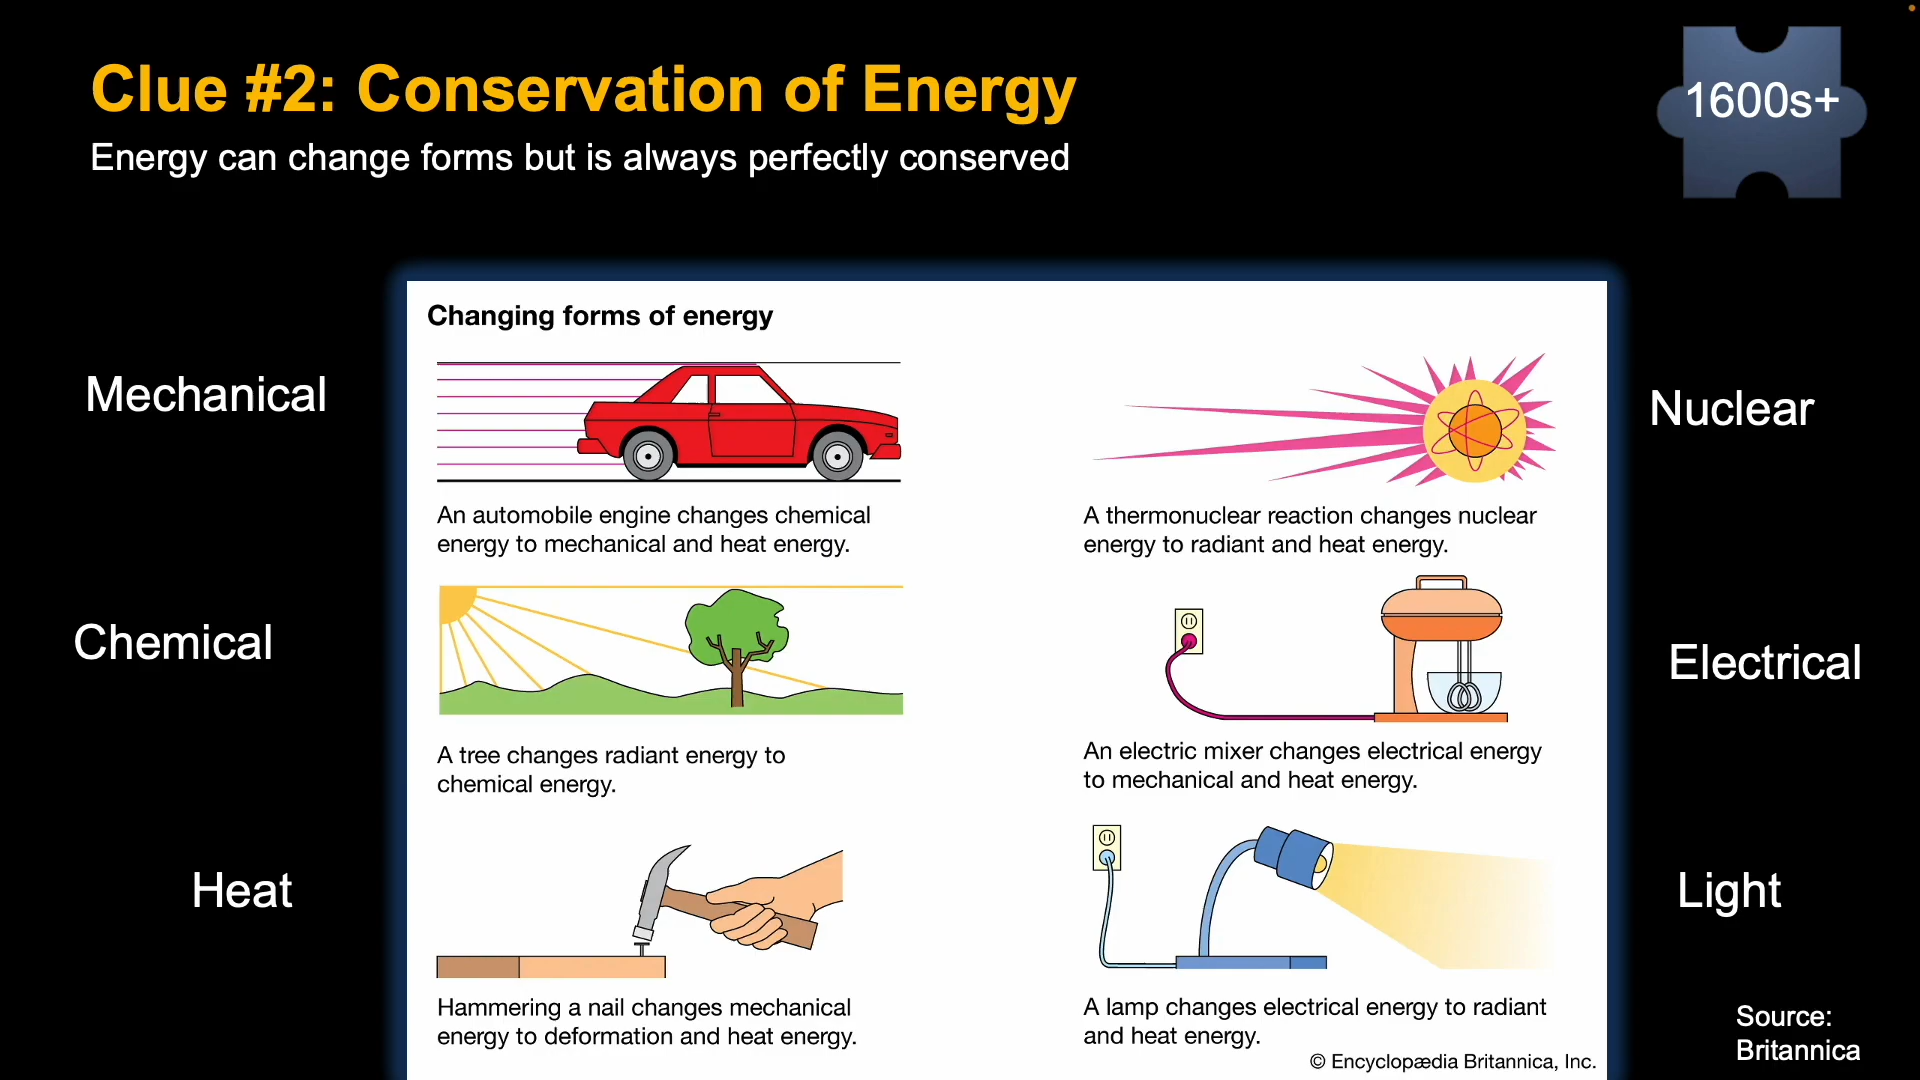 Clue #2: Conservation of Energy
Energy can change forms but is always perfectly conserved
1600s+
Mechanical
Chemical
Heat
Changing forms of energy
An automobile engine changes chemical
energy to mechanical and heat energy.
A thermonuclear reaction changes nuclear
energy to radiant and heat energy.
A tree changes radiant energy to
chemical energy.
An electric mixer changes electrical energy
to mechanical and heat energy.
Hammering a nail changes mechanical
energy to deformation and heat energy.
A lamp changes electrical energy to radiant
and heat energy.
© Encyclopædia Britannica, Inc.
Nuclear
Electrical
Light
Source:
Britannica